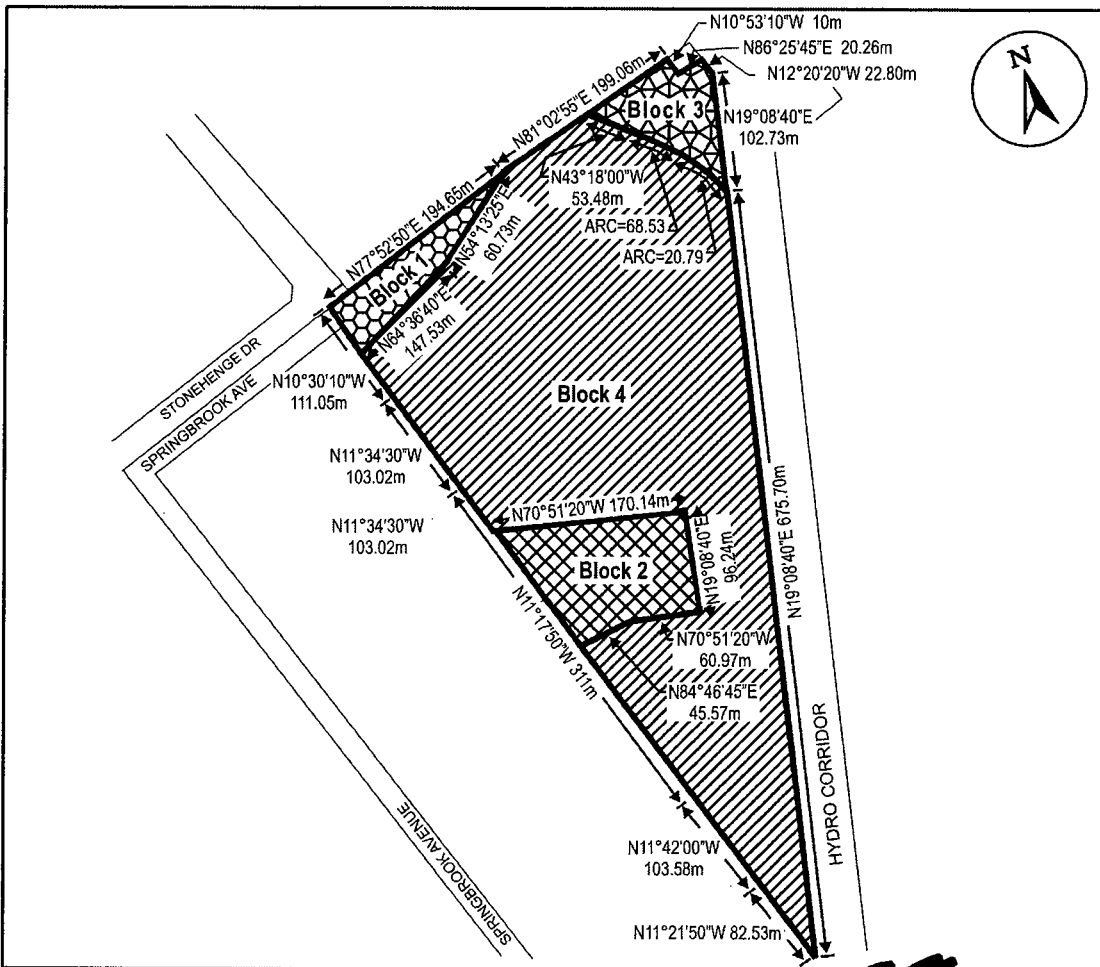 N10°53'10"W 10m
N86°25'45"E 20.26m
N12°20'20"W 22.80m
N
N81°02'55"E 199.06m
Block 3
N19°08'40"E
102.73m
N43°18'00"W
53.48m
ARC=68.53
ARC=20.79
N77°52'50"E 194.65m
Block 1
N54°13'25"E
60.73m
N64°36'40"E
147.53m
STONEHENGE DR
SPRINGBROOK AVE
N10°30'10"W
111.05m
Block 4
N11°34'30"W
103.02m
N11°34'30"W
103.02m
N70°51'20"W 170.14m
Block 2
N19°08'40"E
96.24m
N19°08'40"E 675.70m
N70°51'20"W
60.97m
N84°46'45"E
45.57m
N11°17'50"W 311m
HYDRO CORRIDOR
SPRINGBROOK AVENUE
N11°42'00"W
103.58m
N11°21'50"W 82.53m